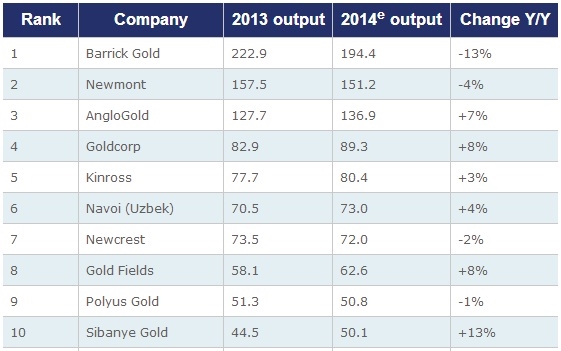 Rank Company 2013 output 2014e output Change Y/Y
1 Barrick Gold 222.9 194.4 -13%
2 Newmont 157.5 151.2 -4%
3 AngloGold 127.7 136.9 +7%
4 Goldcorp 82.9 89.3 +8%
5 Kinross 77.7 80.4 +3%
6 Navoi (Uzbek) 70.5 73.0 +4%
7 Newcrest 73.5 72.0 -2%
8 Gold Fields 58.1 62.6 +8%
9 Polyus Gold 51.3 50.8 -1%
10 Sibanye Gold 44.5 50.1 +13%